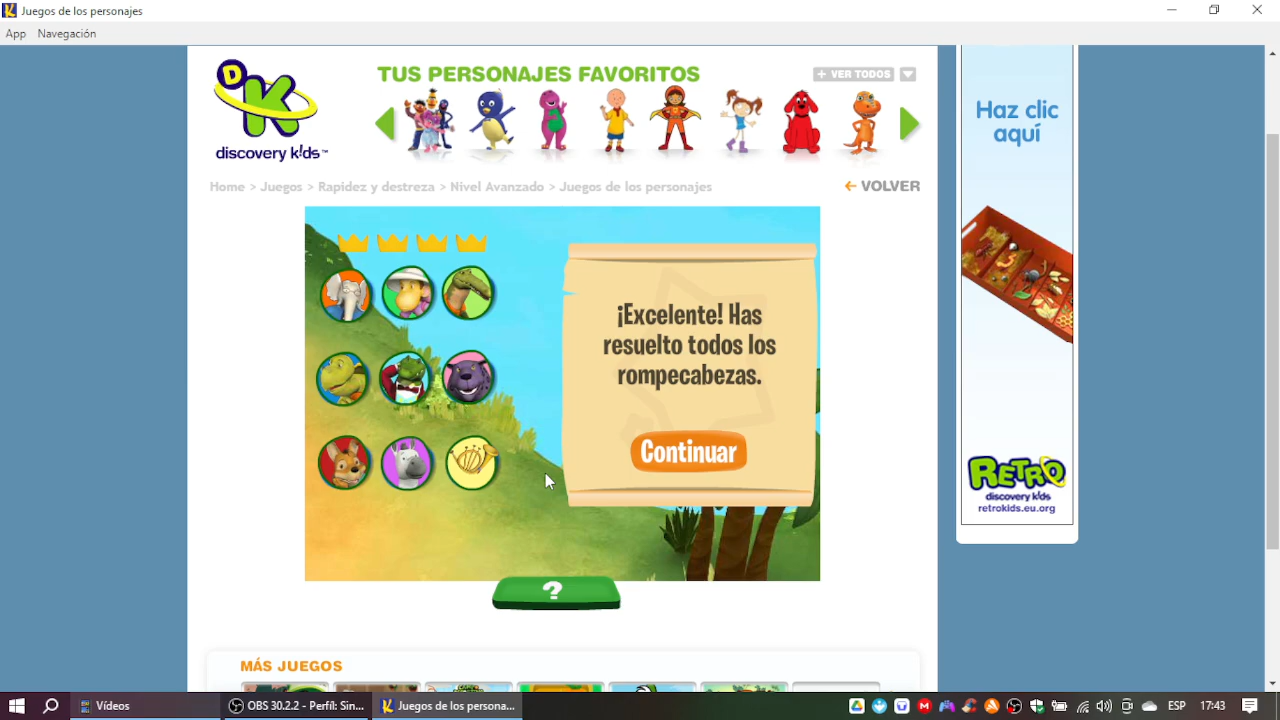 Juegos de los personajes
App Navegación
D K
discovery k!ds™
TUS PERSONAJES FAVORITOS
+ VER TODOS
Home > Juegos > Rapidez y destreza > Nivel Avanzado > Juegos de los personajes
← VOLVER
¡Excelente! Has
resuelto todos los
rompecabezas.
Continuar
?
MÁS JUEGOS
Haz clic
aquí
RETRO
discovery k!ds
retrokids.eu.org
Vídeos
OBS 30.2.2 - Perfil: Sin...
Juegos de los persona...
ESP
17:43